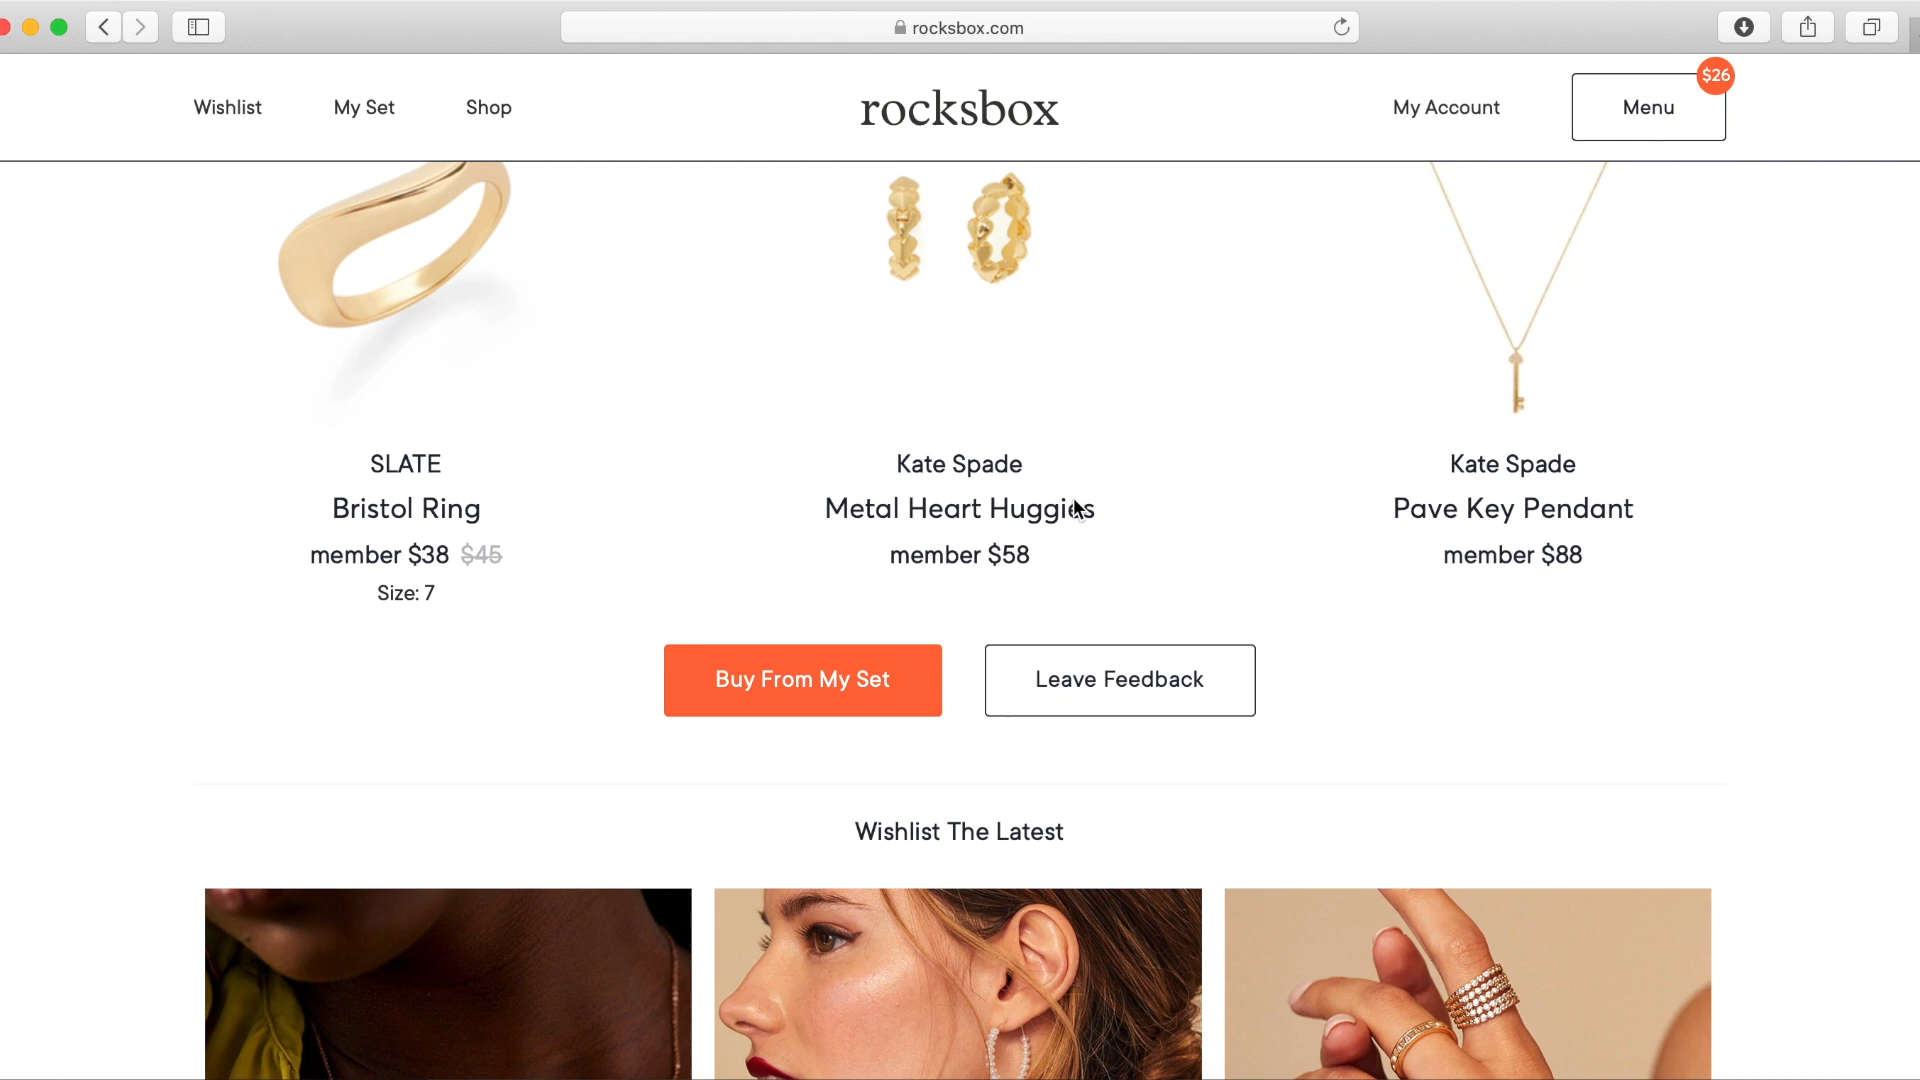 rocksbox.com
$26
Wishlist My Set Shop rocksbox My Account Menu
SLATE
Bristol Ring
member $38 $45
Size: 7
Kate Spade
Metal Heart Huggies
member $58
Kate Spade
Pave Key Pendant
member $88
Buy From My Set Leave Feedback
Wishlist The Latest